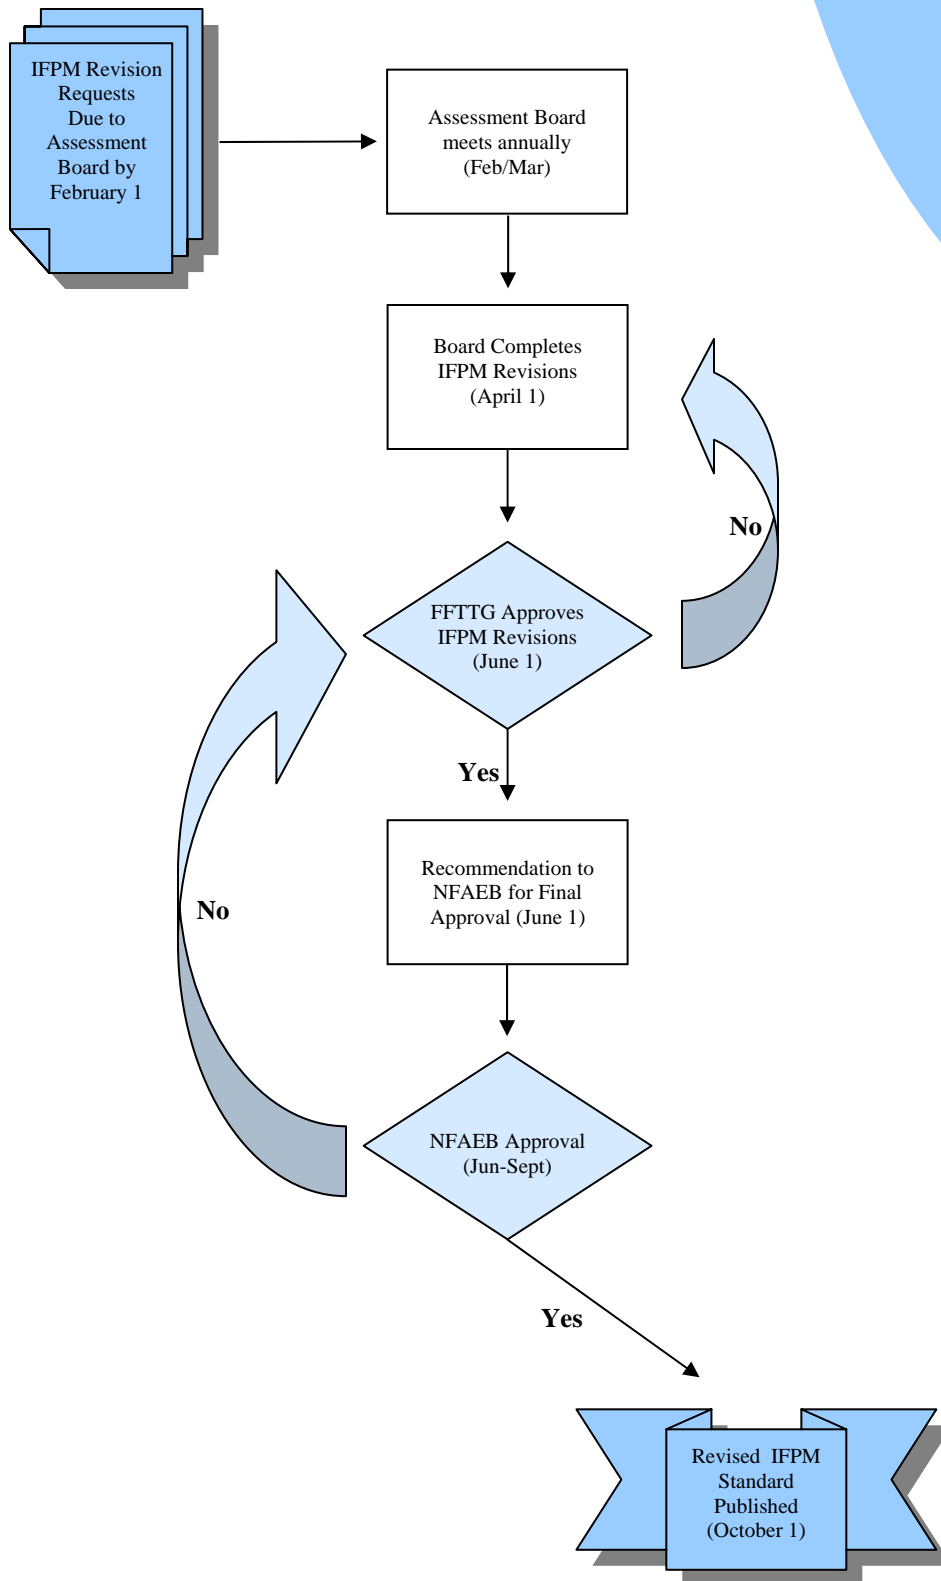 IFPM Revision
Requests
Due to
Assessment
Board by
February 1
Assessment Board
meets annually
(Feb/Mar)
Board Completes
IFPM Revisions
(April 1)
No
FFTTG Approves
IFPM Revisions
(June 1)
Yes
Recommendation to
NFAEB for Final
Approval (June 1)
No
NFAEB Approval
(Jun-Sept)
Yes
Revised IFPM
Standard
Published
(October 1)